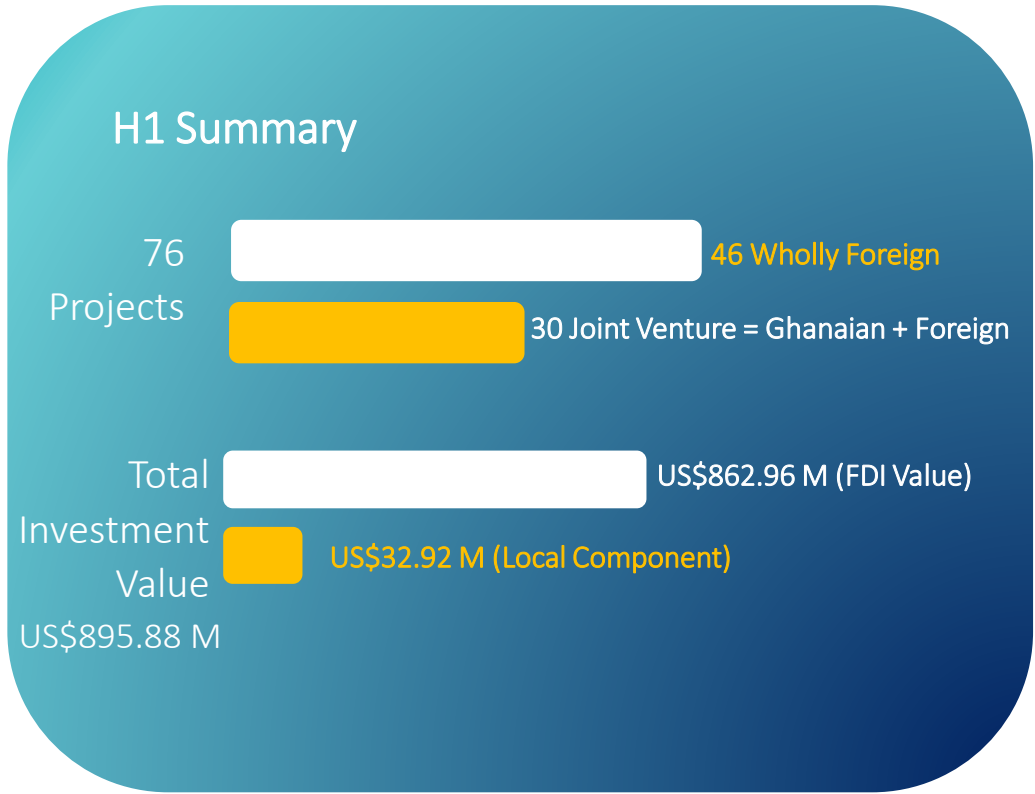 H1 Summary
76
Projects
46 Wholly Foreign
30 Joint Venture = Ghanaian + Foreign
Total
Investment
Value
US$895.88 M
US$862.96 M (FDI Value)
US$32.92 M (Local Component)